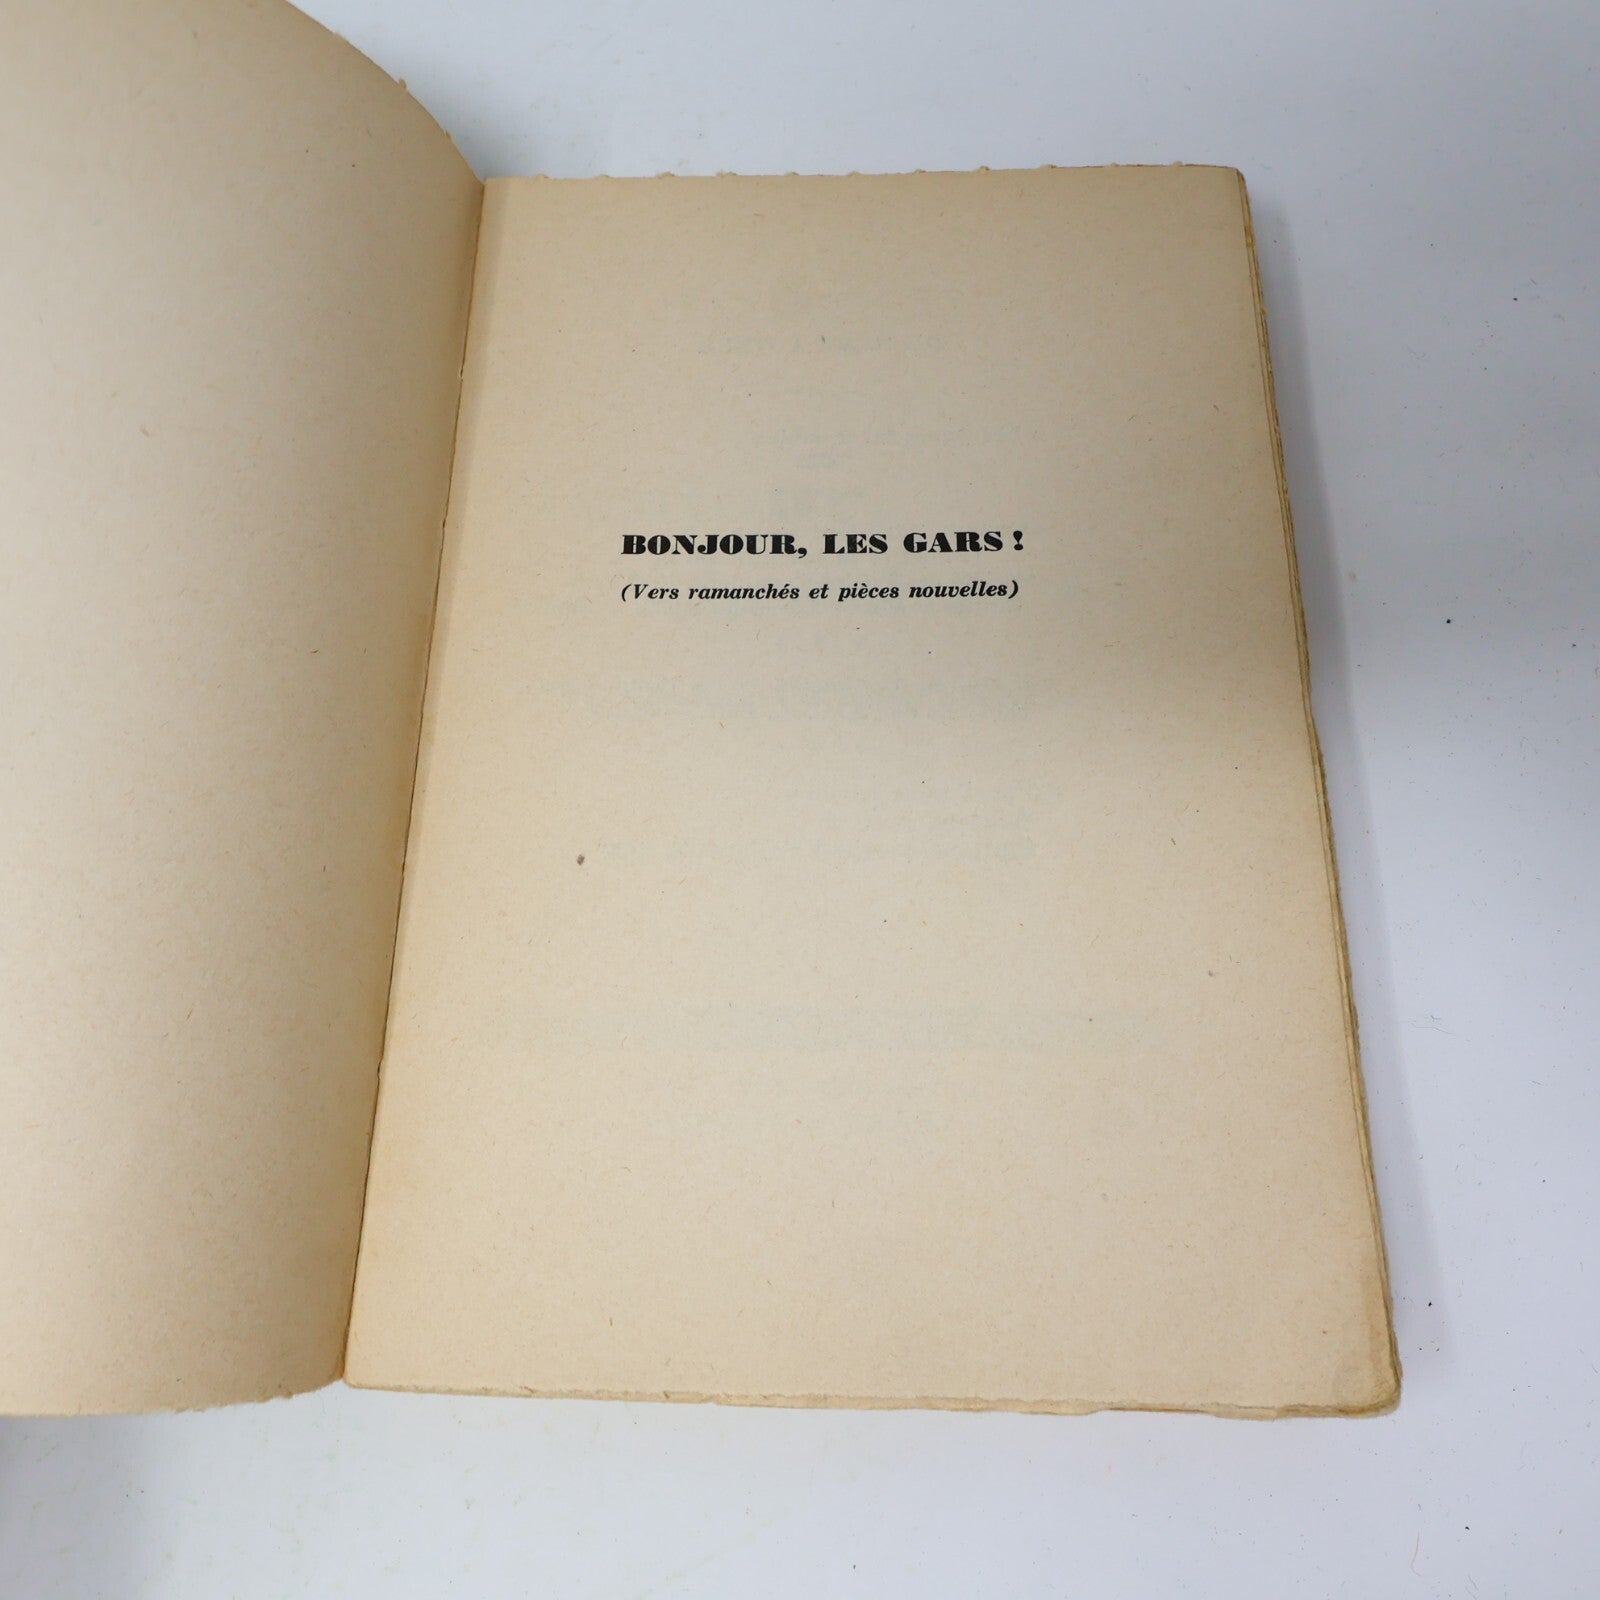 BONJOUR, LES GARS !
(Vers ramanchés et pièces nouvelles)